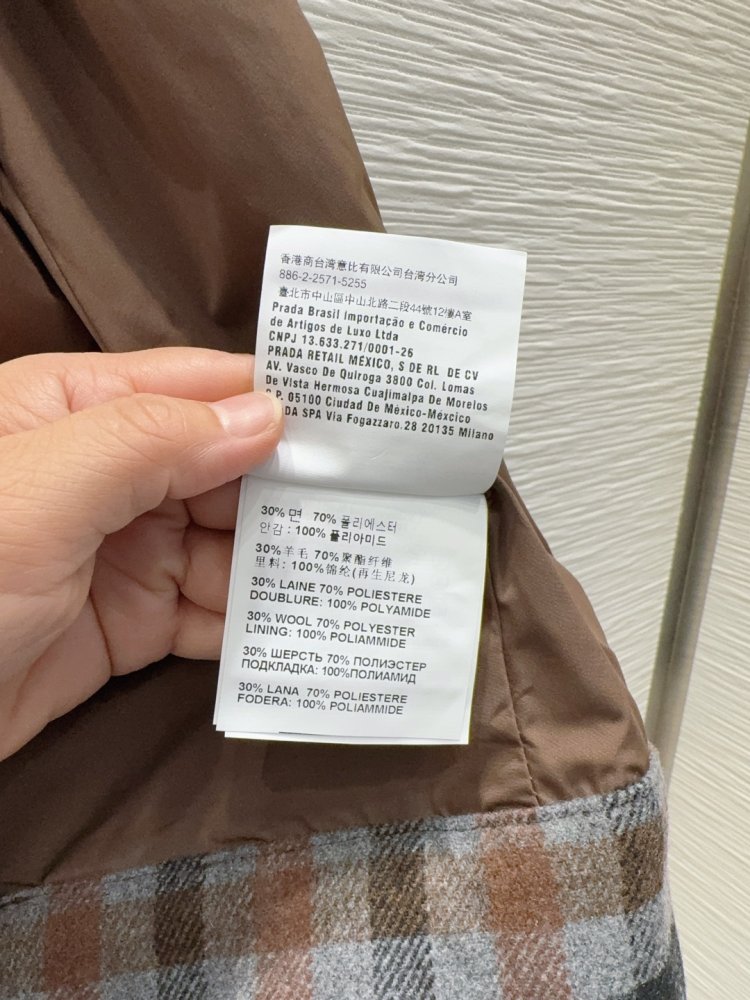 香港商台湾意比有限公司台湾分公司
886-2-2571-5255
臺北市中山區中山北路二段44號12樓A室
Prada Brasil Importação e Comércio
de Artigos de Luxo Ltda
CNPJ 13.633.271/0001-26
PRADA RETAIL MÉXICO, S DE RL DE CV
AV. Vasco De Quiroga 3800 Col. Lomas
De Vista Hermosa Cuajimalpa De Morelos
.P. 05100 Ciudad De México-Méxcico
DA SPA Via Fogazzaro.28 20135 Milano
30% 면 70% 폴리에스터
안감 : 100% 폴리아미드
30%羊毛 70%聚酯纤维
里料: 100%锦纶(再生尼龙)
30% LAINE 70% POLIESTERE
DOUBLURE: 100% POLYAMIDE
30% WOOL 70% POLYESTER
LINING: 100% POLIAMMIDE
30% ШЕРСТЬ 70% ПОЛИЭСТЕР
ПОДКЛАДКА: 100%ПОЛИАМИД
30% LANA 70% POLIESTERE
FODERA: 100% POLIAMMIDE